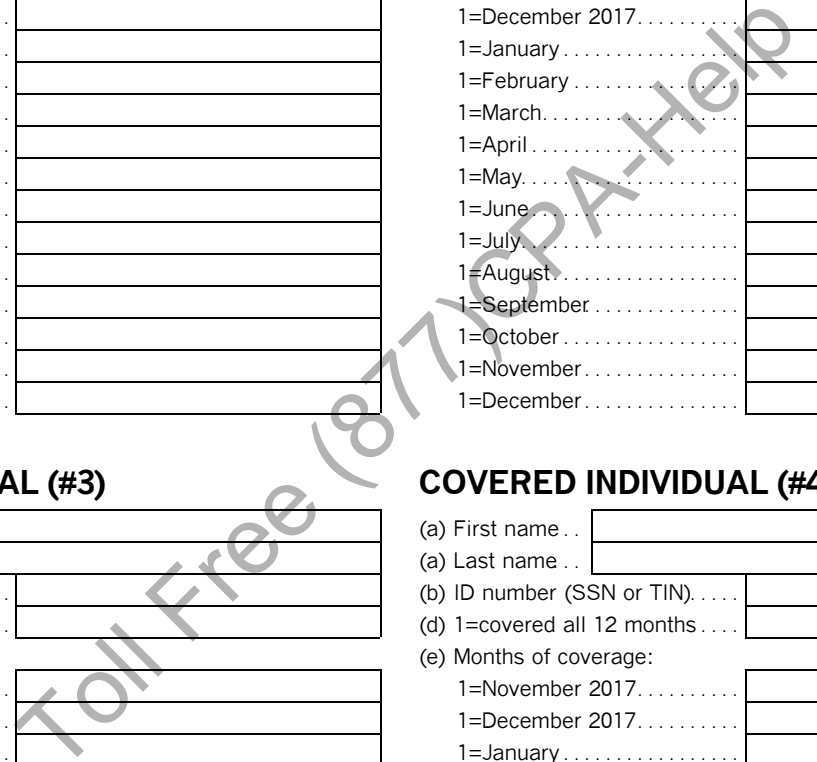 1=December 2017
1=January
1=February
1=March
1=April
1=May
1=June
1=July
1=August
1=September
1=October
1=November
1=December
AL (#3)
COVERED INDIVIDUAL (#4
(a) First name
(a) Last name
(b) ID number (SSN or TIN)
(d) 1=covered all 12 months
(e) Months of coverage:
1=November 2017
1=December 2017
1=January
Toll Free (877)CPA-Help